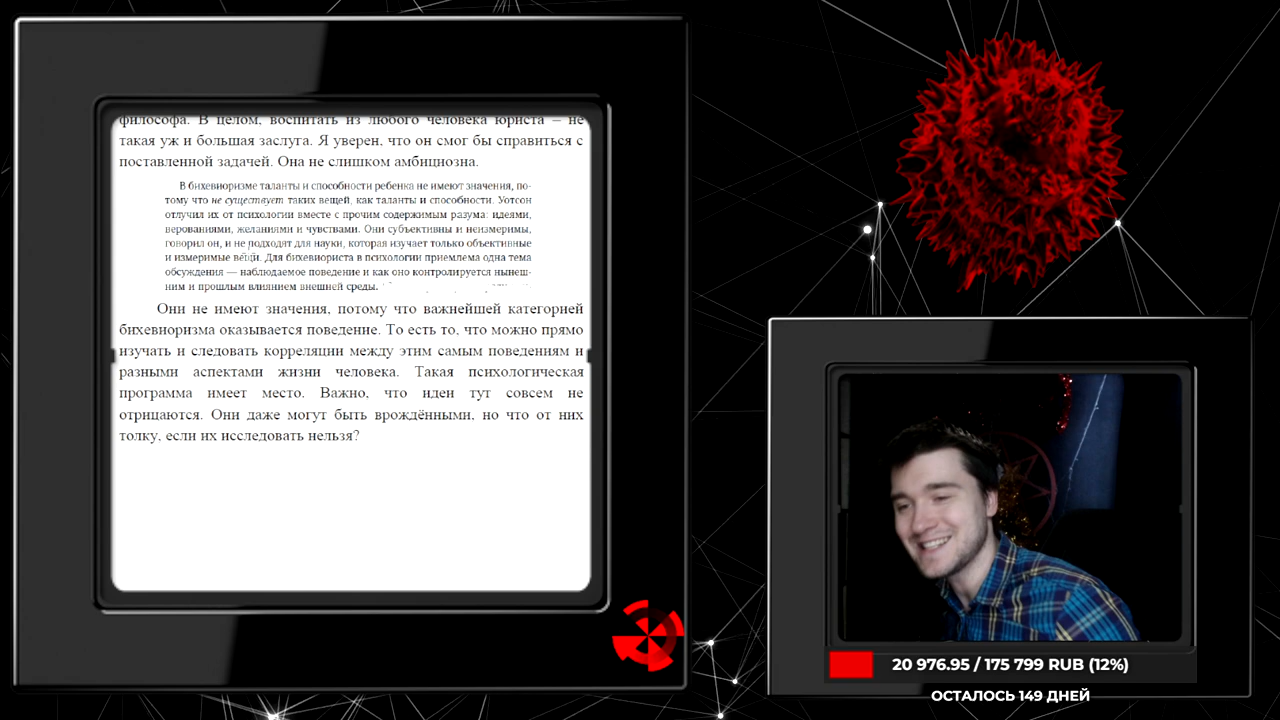 философа. В целом, воспитать из любого человека юриста – не
такая уж и большая заслуга. Я уверен, что он смог бы справиться с
поставленной задачей. Она не слишком амбициозна.
В бихевиоризме таланты и способности ребенка не имеют значения, по-
тому что не существует таких вещей, как таланты и способности. Уотсон
отлучил их от психологии вместе с прочим содержимым разума: идеями,
верованиями, желаниями и чувствами. Они субъективны и неизмеримы,
говорил он, и не подходят для науки, которая изучает только объективные
и измеримые вещи. Для бихевиориста в психологии приемлема одна тема
обсуждения — наблюдаемое поведение и как оно контролируется нынеш-
ним и прошлым влиянием внешней среды.
Они не имеют значения, потому что важнейшей категорией
бихевиоризма оказывается поведение. То есть то, что можно прямо
изучать и следовать корреляции между этим самым поведениям и
разными аспектами жизни человека. Такая психологическая
программа имеет место. Важно, что идеи тут совсем не
отрицаются. Они даже могут быть врождёнными, но что от них
толку, если их исследовать нельзя?
20 976.95 / 175 799 RUB (12%)
ОСТАЛОСЬ 149 ДНЕЙ